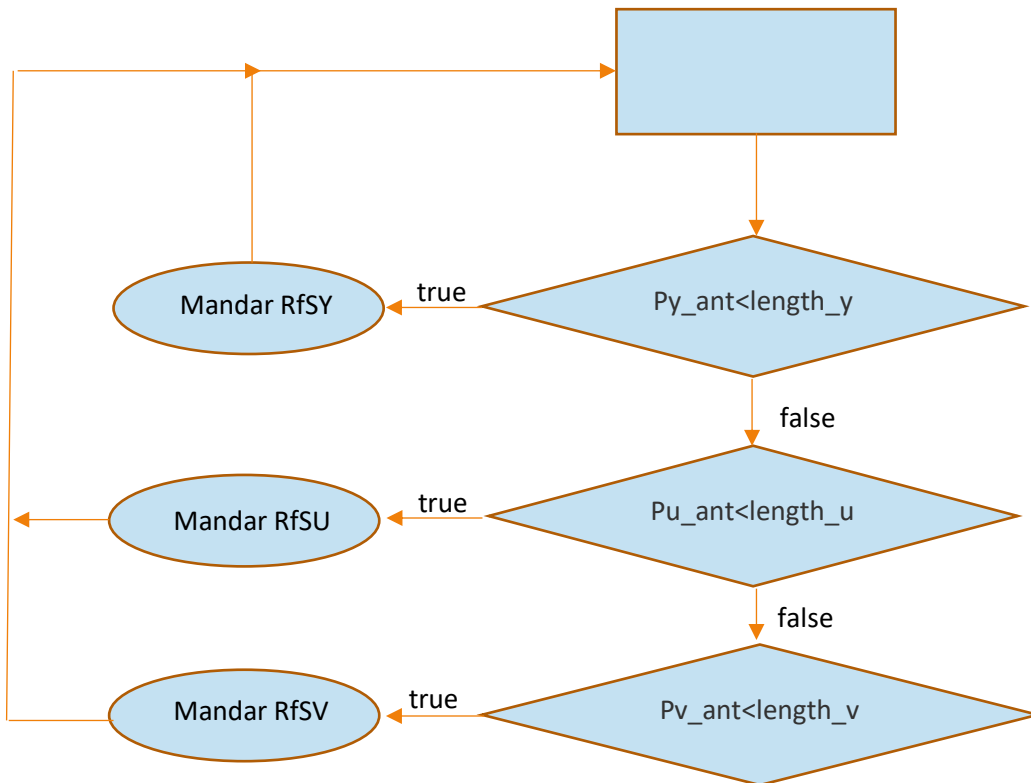 Mandar RfSY
true
Py_ant<length_y
false
Mandar RfSU
true
Pu_ant<length_u
false
Mandar RfSV
true
Pv_ant<length_v